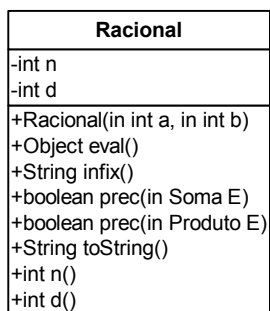 Racional
-int n
-int d
+Racional(in int a, in int b)
+Object eval()
+String infix()
+boolean prec(in Soma E)
+boolean prec(in Produto E)
+String toString()
+int n()
+int d()